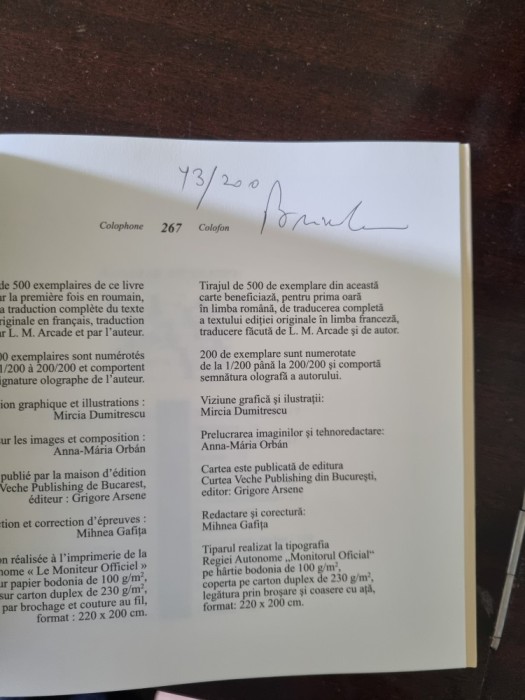 43/200
Colophone 267 Colofon
de 500 exemplaires de ce livre
ur la première fois en roumain,
a traduction complète du texte
riginale en français, traduction
ar L. M. Arcade et par l'auteur.
00 exemplaires sont numérotés
1/200 à 200/200 et comportent
ignature olographe de l'auteur.
ion graphique et illustrations :
Mircia Dumitrescu
ur les images et composition :
Anna-Mária Orbán
publié par la maison d'édition
Veche Publishing de Bucarest,
éditeur : Grigore Arsene
tion et correction d'épreuves :
Mihnea Gafița
n réalisée à l'imprimerie de la
nome « Le Moniteur Officiel »
ur papier bodonia de 100 g/m²,
sur carton duplex de 230 g/m²,
par brochage et couture au fil,
format : 220 x 200 cm.
Tirajul de 500 de exemplare din această
carte beneficiază, pentru prima oară
în limba română, de traducerea completă
a textului ediției originale în limba franceză,
traducere făcută de L. M. Arcade și de autor.
200 de exemplare sunt numerotate
de la 1/200 până la 200/200 și comportă
semnătura olografă a autorului.
Viziune grafică și ilustrații:
Mircia Dumitrescu
Prelucrarea imaginilor și tehnoredactare:
Anna-Mária Orbán
Cartea este publicată de editura
Curtea Veche Publishing din București,
editor: Grigore Arsene
Redactare și corectură:
Mihnea Gafița
Tiparul realizat la tipografia
Regiei Autonome „Monitorul Oficial“
pe hârtie bodonia de 100 g/m²,
coperta pe carton duplex de 230 g/m²,
legătura prin broșare și coasere cu ață,
format: 220 x 200 cm.